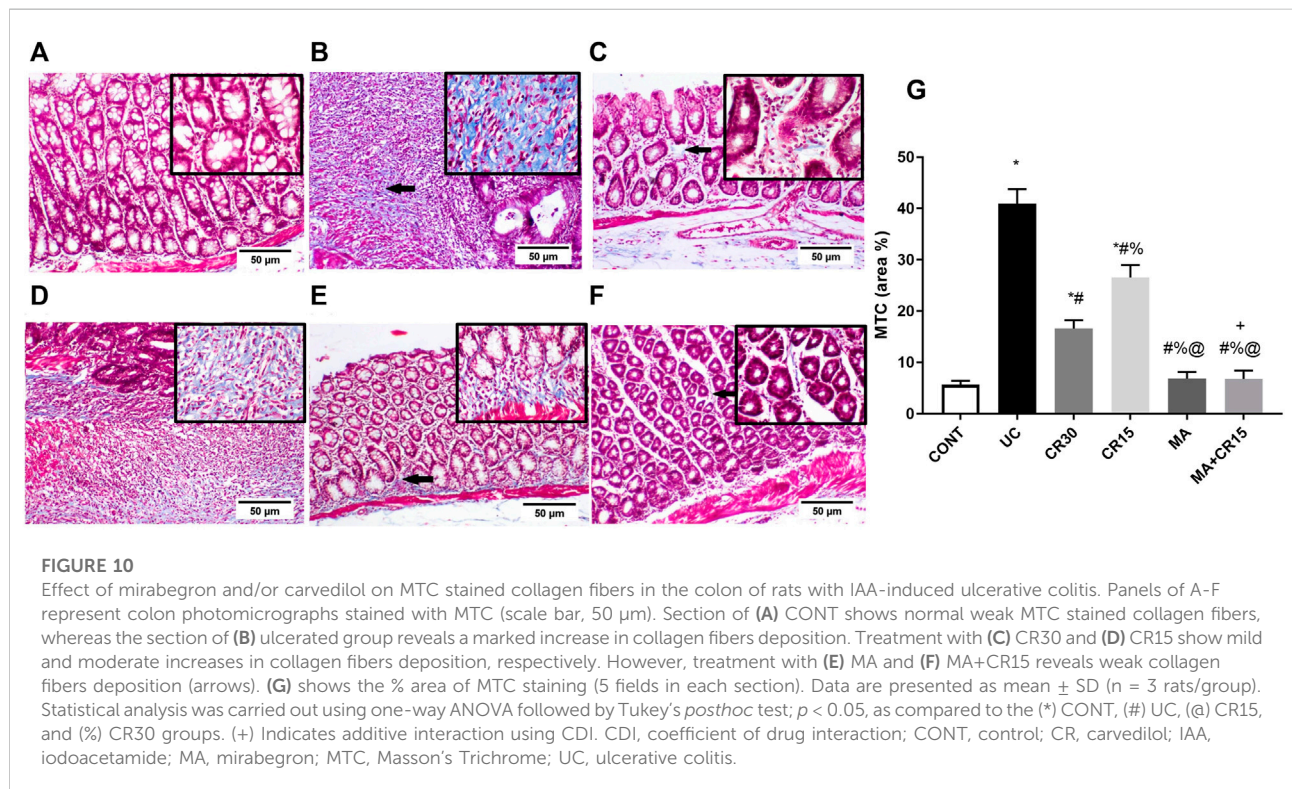 A
B
C
50 µm
50 µm
50 µm
D
E
F
50 µm
50 µm
50 µm
G
MTC (area %)
50
40
30
20
10
0
*
*#
*#%
#%@
+
#%@
CONT
UC
CR30
CR15
MA
MA+CR15
FIGURE 10
Effect of mirabegron and/or carvedilol on MTC stained collagen fibers in the colon of rats with IAA-induced ulcerative colitis. Panels of A-F
represent colon photomicrographs stained with MTC (scale bar, 50 µm). Section of (A) CONT shows normal weak MTC stained collagen fibers,
whereas the section of (B) ulcerated group reveals a marked increase in collagen fibers deposition. Treatment with (C) CR30 and (D) CR15 show mild
and moderate increases in collagen fibers deposition, respectively. However, treatment with (E) MA and (F) MA+CR15 reveals weak collagen
fibers deposition (arrows). (G) shows the % area of MTC staining (5 fields in each section). Data are presented as mean ± SD (n = 3 rats/group).
Statistical analysis was carried out using one-way ANOVA followed by Tukey's posthoc test; p < 0.05, as compared to the (*) CONT, (#) UC, (@) CR15,
and (%) CR30 groups. (+) Indicates additive interaction using CDI. CDI, coefficient of drug interaction; CONT, control; CR, carvedilol; IAA,
iodoacetamide; MA, mirabegron; MTC, Masson's Trichrome; UC, ulcerative colitis.